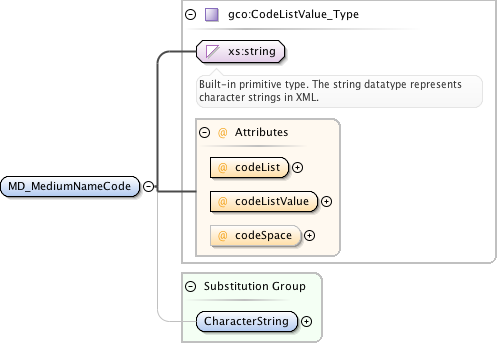 gco:CodeListValue_Type
xs:string
Built-in primitive type. The string datatype represents
character strings in XML.
@ Attributes
@ codeList
MD_MediumNameCode
@ codeListValue
@ codeSpace
Substitution Group
CharacterString